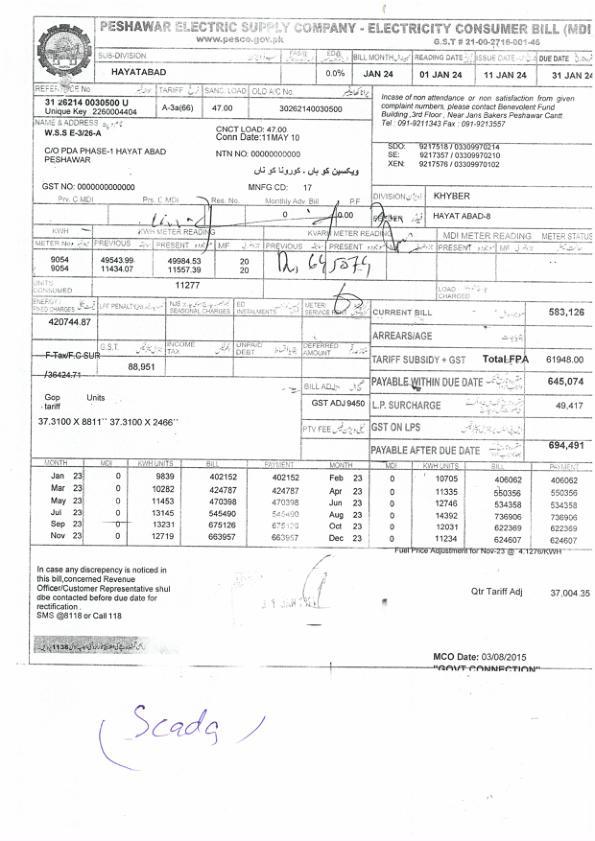 PESHAWAR ELECTRIC SUPPLY COMPANY - ELECTRICITY CONSUMER BILL (MDI
www.pesco.gov.pk
G.S.T # 21-00-2716-001-46
SUB-DIVISION
HAYATABAD
0.0%
BILL MONTH
JAN 24
READING DATE
01 JAN 24
ISSUE DATE
11 JAN 24
DUE DATE
31 JAN 24
REFERENCE No
31 26214 0030500 U
Unique Key 2260004404
TARIFF
A-3a(66)
SANC. LOAD
47.00
OLD A/C No.
30262140030500
Incase of non attendance or non satisfaction from given
complaint numbers, please contact Benevolent Fund
Building ,3rd Floor , Near Jans Bakers Peshawar Cantt
Tel : 091-9211343 Fax : 091-9213557
NAME & ADDRESS
W.S.S E-3/26-A
C/O PDA PHASE-1 HAYAT ABAD
PESHAWAR
CNCT LOAD: 47.00
Conn Date:11MAY 10
NTN NO: 00000000000
ویکسین کو ہاں ، کورونا کو ناں
SDO: 9217518 / 03309970214
SE: 9217357 / 0330970210
XEN: 9217576 / 03309970102
GST NO: 0000000000000
MNFG CD: 17
DIVISION
KHYBER
Prv. C MDI
Prs. C MDI
Res. No.
Monthly Adv. Bill
P.F
0
0.00
HAYAT ABAD-8
KWH
KWH METER READING
KVARH METER READING
MDI METER READING
METER STATUS
METER No
PREVIOUS
PRESENT
MF
PREVIOUS
PRESENT
MF
PRESENT
MF
9054 49543.99 49984.53 20
9054 11434.07 11557.39 20
Rs, 645074
UNITS
CONSUMED
11277
LOAD
CHARGED
ENERGY/
FIXED CHARGES
LPF PENALTY
NJS
SEASONAL CHARGES
ED
INSTALMENTS
METER
SERVICE RENT
CURRENT BILL
583,126
420744.87
ARREARS/AGE
G.S.T.
INCOME
TAX
UNPAID
DEBT
DEFERRED
AMOUNT
F-Tax/F.C SUR
/36424.71
88,951
TARIFF SUBSIDY + GST
Total FPA
61948.00
BILL ADJ
PAYABLE WITHIN DUE DATE
645,074
Gop Units
tariff
GST ADJ 9450
L.P. SURCHARGE
49,417
37.3100 X 8811`` 37.3100 X 2466``
PTV FEE
GST ON LPS
PAYABLE AFTER DUE DATE
694,491
MONTH MDI KWH UNITS BILL PAYMENT MONTH MDI KWH UNITS BILL PAYMENT
Jan 23 0 9839 402152 402152 Feb 23 0 10705 406062 406062
Mar 23 0 10282 424787 424787 Apr 23 0 11335 550356 550356
May 23 0 11453 470398 470398 Jun 23 0 12746 534358 534358
Jul 23 0 13145 545490 545490 Aug 23 0 14392 736906 736906
Sep 23 0 13231 675126 675126 Oct 23 0 12031 622369 622369
Nov 23 0 12719 663957 663957 Dec 23 0 11234 624607 624607
Fuel Price Adjustment for Nov-23 @ 4.1276/KWH
In case any discrepency is noticed in
this bill,concerned Revenue
Officer/Customer Representative shul
dbe contacted before due date for
rectification .
SMS @8118 or Call 118
Qtr Tariff Adj 37,004.35
MCO Date: 03/08/2015
"GOVT CONNECTION"
(Scada)